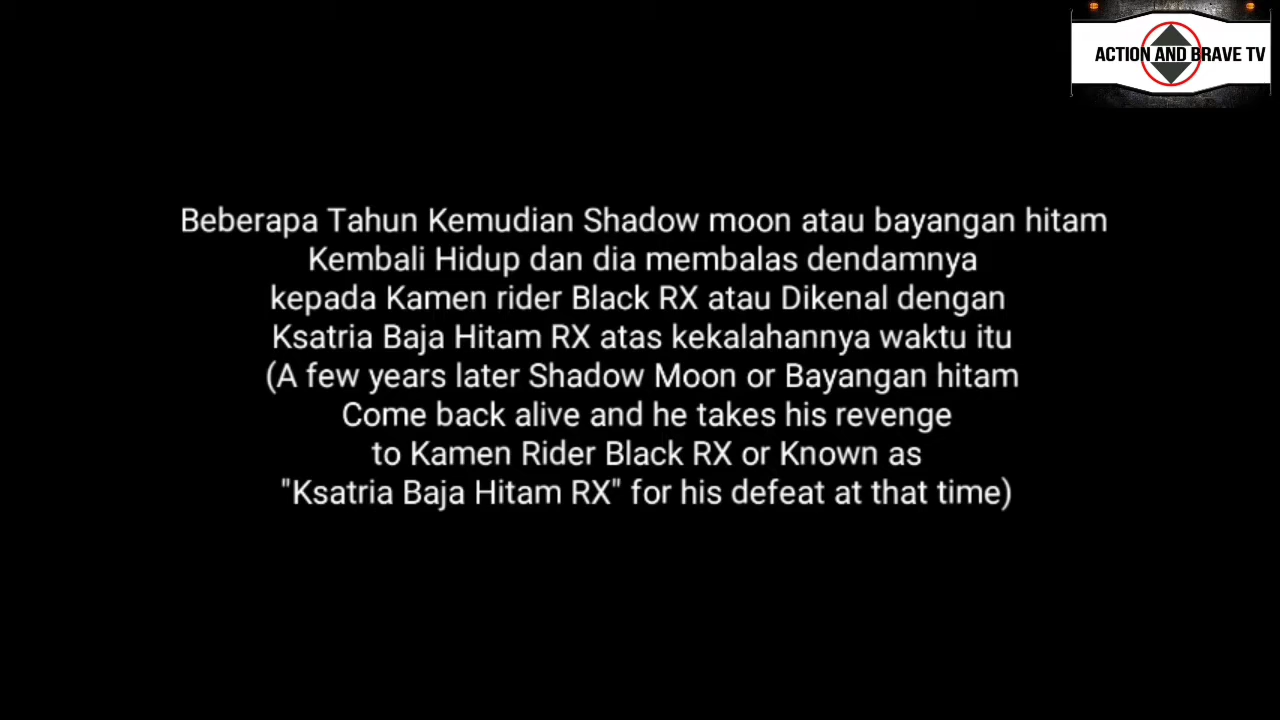 ACTION AND BRAVE TV
Beberapa Tahun Kemudian Shadow moon atau bayangan hitam
Kembali Hidup dan dia membalas dendamnya
kepada Kamen rider Black RX atau Dikenal dengan
Ksatria Baja Hitam RX atas kekalahannya waktu itu
(A few years later Shadow Moon or Bayangan hitam
Come back alive and he takes his revenge
to Kamen Rider Black RX or Known as
"Ksatria Baja Hitam RX" for his defeat at that time)